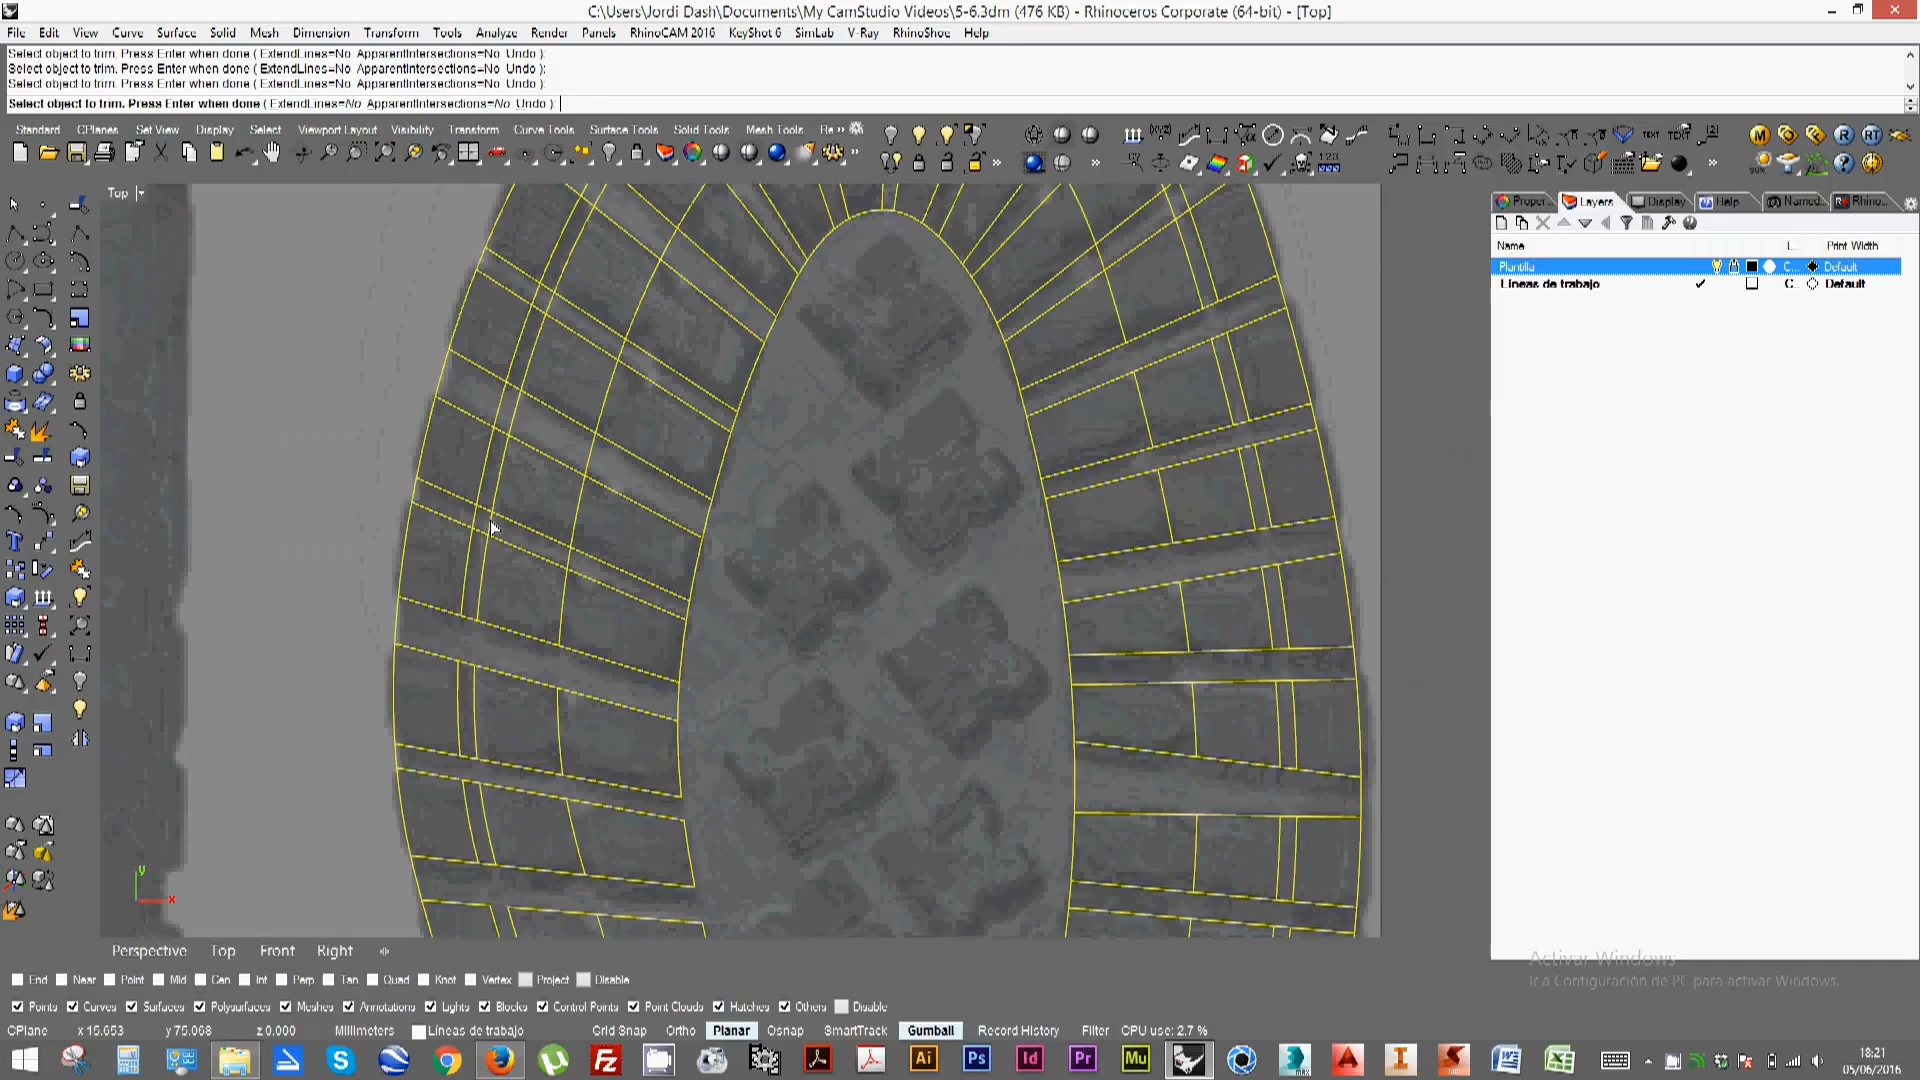 C:\Users\Jordi Dash\Documents\My CamStudio Videos\5-6.3dm (476 KB) - Rhinoceros Corporate (64-bit) - [Top]
File Edit View Curve Surface Solid Mesh Dimension Transform Tools Analyze Render Panels RhinoCAM 2016 KeyShot 6 SimLab V-Ray RhinoShoe Help
Select object to trim. Press Enter when done ( ExtendLines=No ApparentIntersections=No Undo ):
Select object to trim. Press Enter when done ( ExtendLines=No ApparentIntersections=No Undo ):
Select object to trim. Press Enter when done ( ExtendLines=No ApparentIntersections=No Undo ):
Select object to trim. Press Enter when done ( ExtendLines=No ApparentIntersections=No Undo ):
Standard CPlanes Set View Display Select Viewport Layout Visibility Transform Curve Tools Surface Tools Solid Tools Mesh Tools Re »
Top
Proper... Layers Display Help Named... Rhino...
Name L... Print Width
Plantilla C... Default
Líneas de trabajo C... Default
y
x
Perspective Top Front Right
Activar Windows
Ir a Configuración de PC para activar Windows.
End Near Point Mid Cen Int Perp Tan Quad Knot Vertex Project Disable
Points Curves Surfaces Polysurfaces Meshes Annotations Lights Blocks Control Points Point Clouds Hatches Others Disable
CPlane x 15.653 y 75.068 z 0.000 Millimeters Líneas de trabajo Grid Snap Ortho Planar Osnap SmartTrack Gumball Record History Filter CPU use: 2.7 %
18:21
05/06/2016